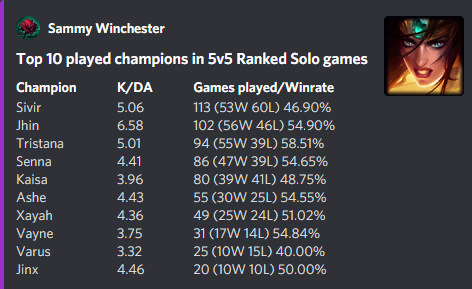 Sammy Winchester
Top 10 played champions in 5v5 Ranked Solo games
Champion K/DA Games played/Winrate
Sivir 5.06 113 (53W 60L) 46.90%
Jhin 6.58 102 (56W 46L) 54.90%
Tristana 5.01 94 (55W 39L) 58.51%
Senna 4.41 86 (47W 39L) 54.65%
Kaisa 3.96 80 (39W 41L) 48.75%
Ashe 4.43 55 (30W 25L) 54.55%
Xayah 4.36 49 (25W 24L) 51.02%
Vayne 3.75 31 (17W 14L) 54.84%
Varus 3.32 25 (10W 15L) 40.00%
Jinx 4.46 20 (10W 10L) 50.00%